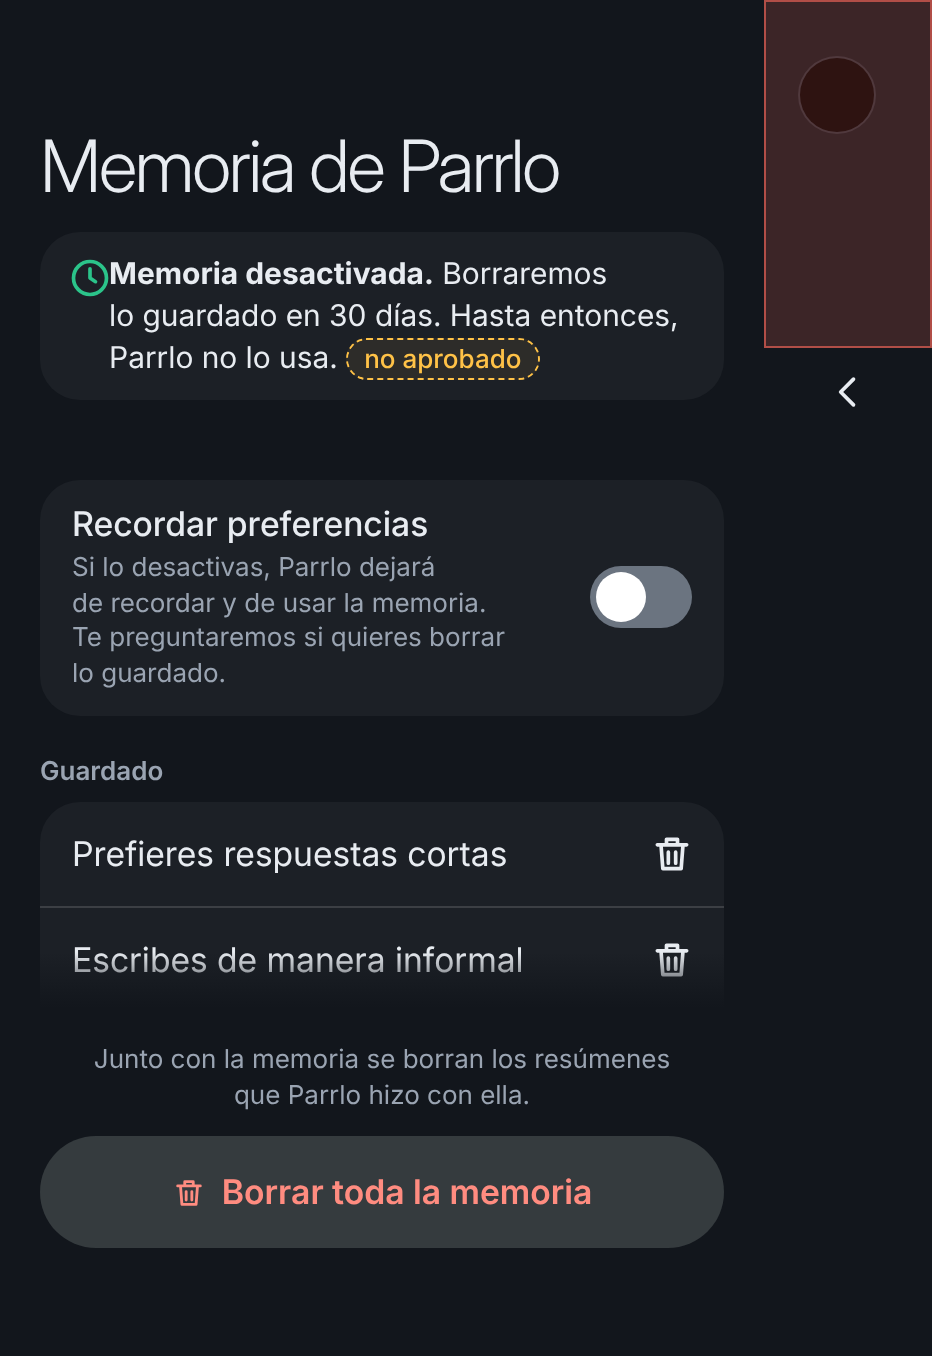 Memoria de Parrlo
Memoria desactivada. Borraremos
lo guardado en 30 días. Hasta entonces,
Parrlo no lo usa. no aprobado
Recordar preferencias
Si lo desactivas, Parrlo dejará
de recordar y de usar la memoria.
Te preguntaremos si quieres borrar
lo guardado.
Guardado
Prefieres respuestas cortas
Escribes de manera informal
Junto con la memoria se borran los resúmenes
que Parrlo hizo con ella.
Borrar toda la memoria